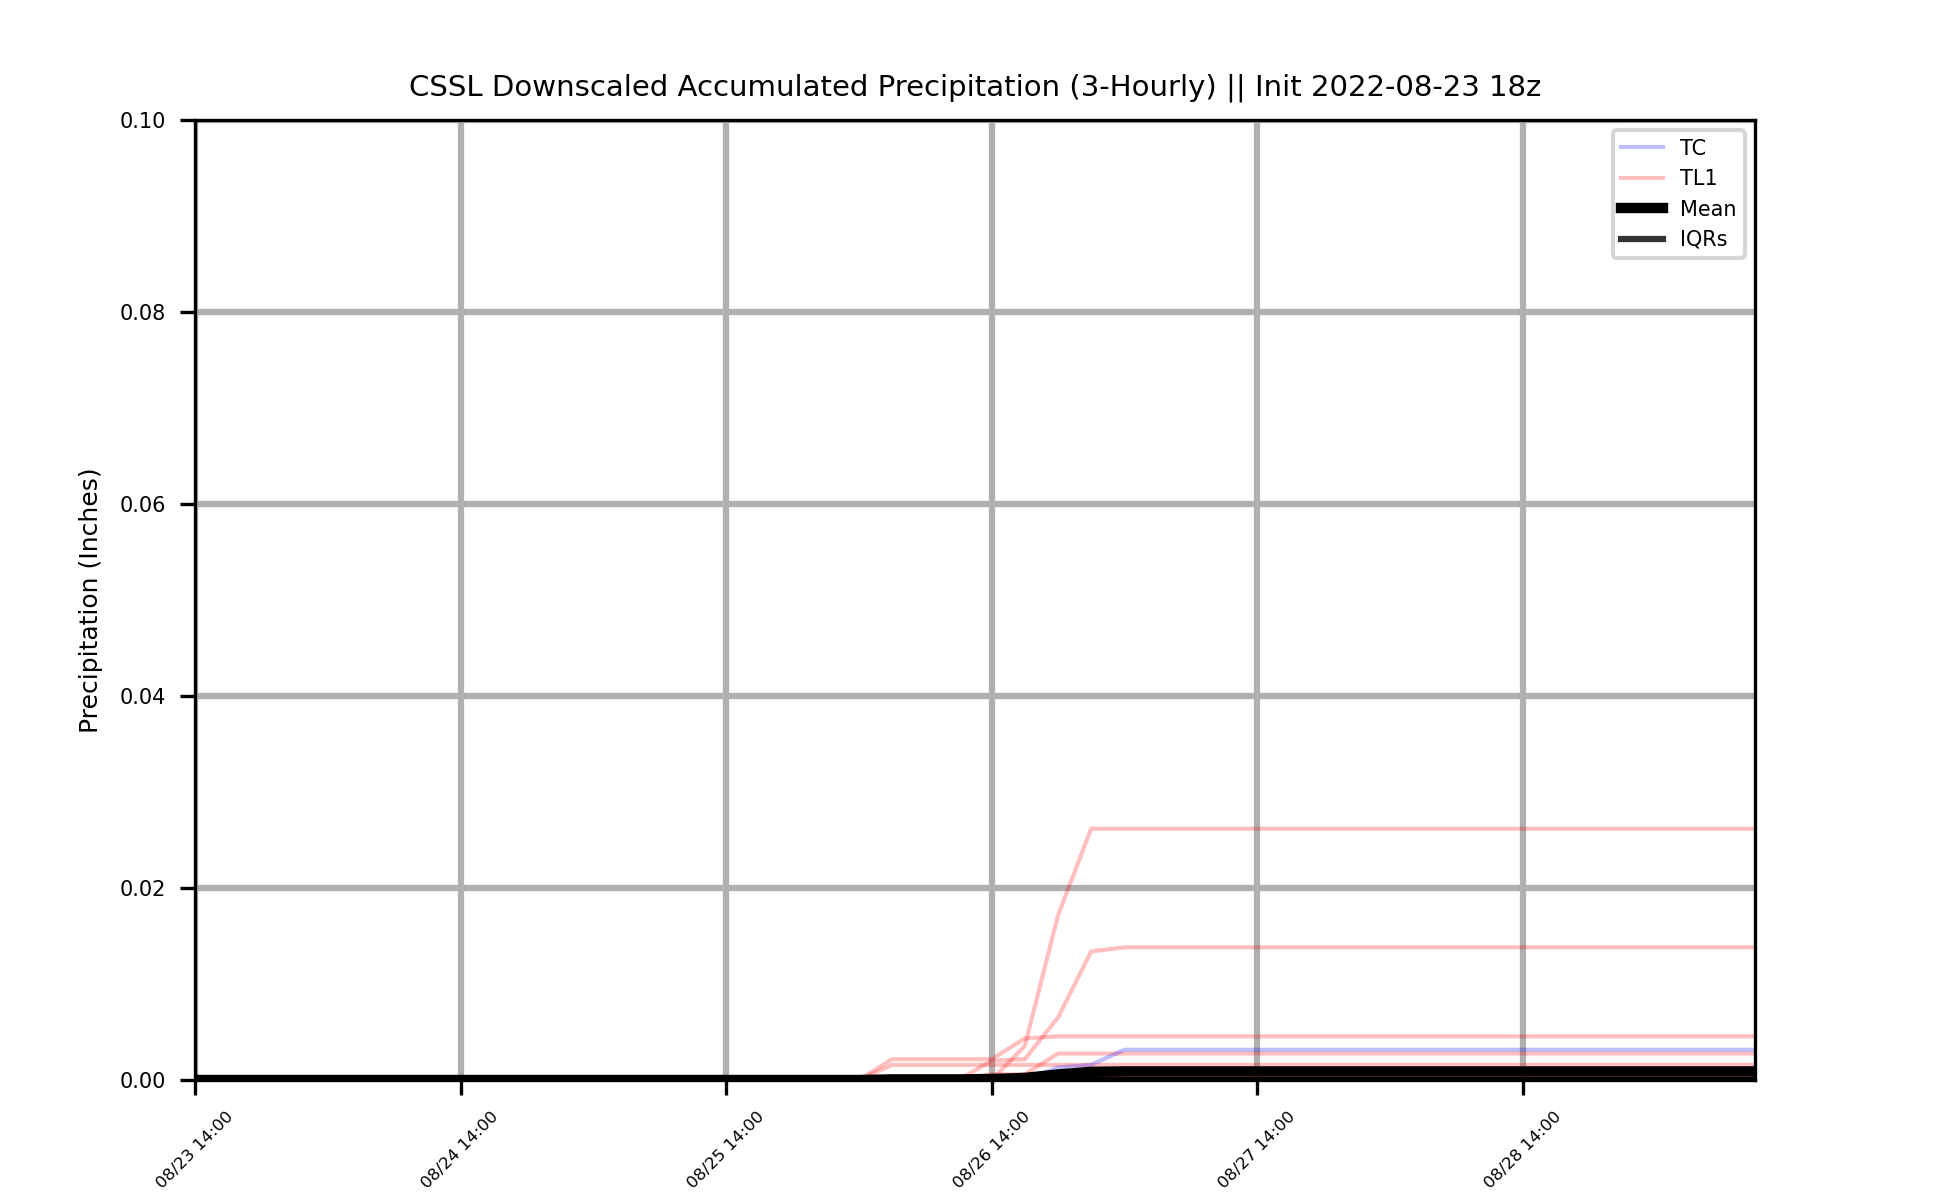 CSSL Downscaled Accumulated Precipitation (3-Hourly) || Init 2022-08-23 18z
TC
TL1
Mean
IQRs
Precipitation (Inches)
0.10
0.08
0.06
0.04
0.02
0.00
08/23 14:00
08/24 14:00
08/25 14:00
08/26 14:00
08/27 14:00
08/28 14:00